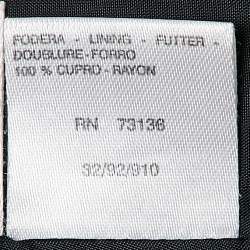 FODERA - LINING - FUTTER -
DOUBLURE-FORRO
100 % CUPRO - RAYON
RN 73136
32/92/910